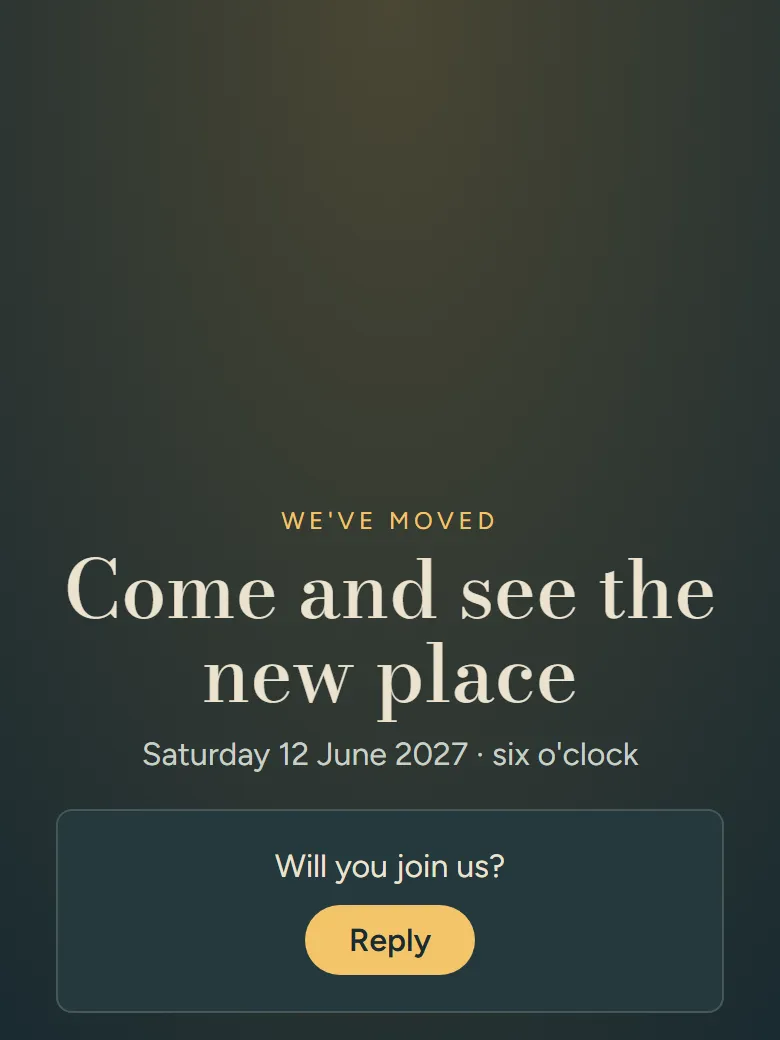 WE'VE MOVED
Come and see the
new place
Saturday 12 June 2027 · six o'clock
Will you join us?
Reply